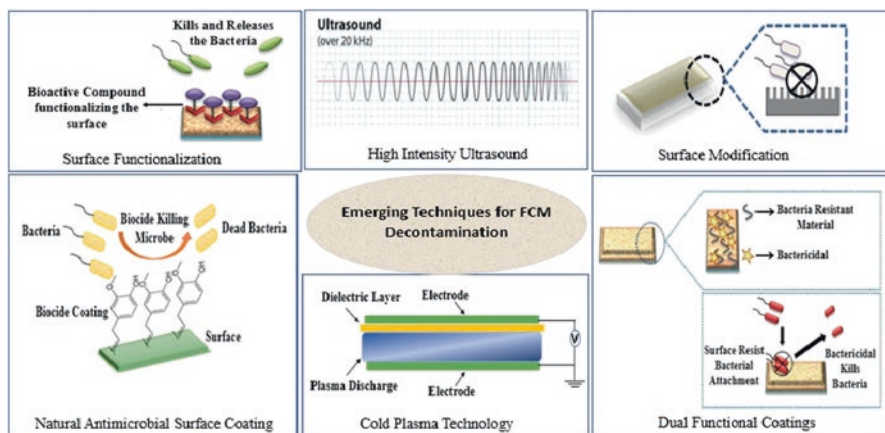 Kills and Releases
the Bacteria
Bioactive Compound
functionalizing the
surface
Surface Functionalization
Ultrasound
(over 20 kHz)
High Intensity Ultrasound
Surface Modification
Bacteria
Biocide Killing
Microbe
Dead Bacteria
Biocide Coating
Surface
Natural Antimicrobial Surface Coating
Emerging Techniques for FCM
Decontamination
Dielectric Layer
Electrode
V
Plasma Discharge
Electrode
Cold Plasma Technology
Bacteria Resistant
Material
Bactericidal
Surface Resist
Bacterial
Attachment
Bactericidal
Kills
Bacteria
Dual Functional Coatings